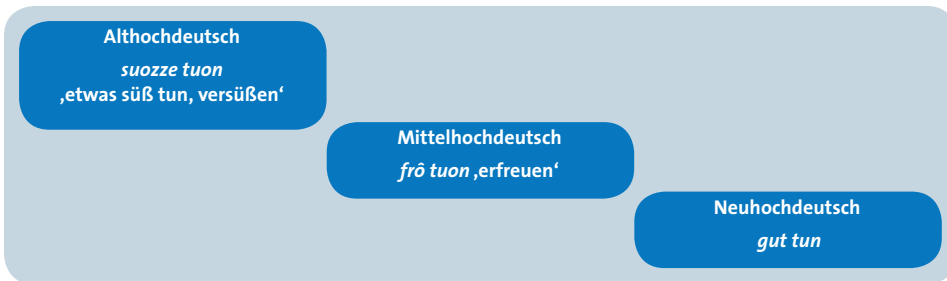 Althochdeutsch
suozze tuon
‚etwas süß tun, versüßen‘
Mittelhochdeutsch
frô tuon ‚erfreuen‘
Neuhochdeutsch
gut tun